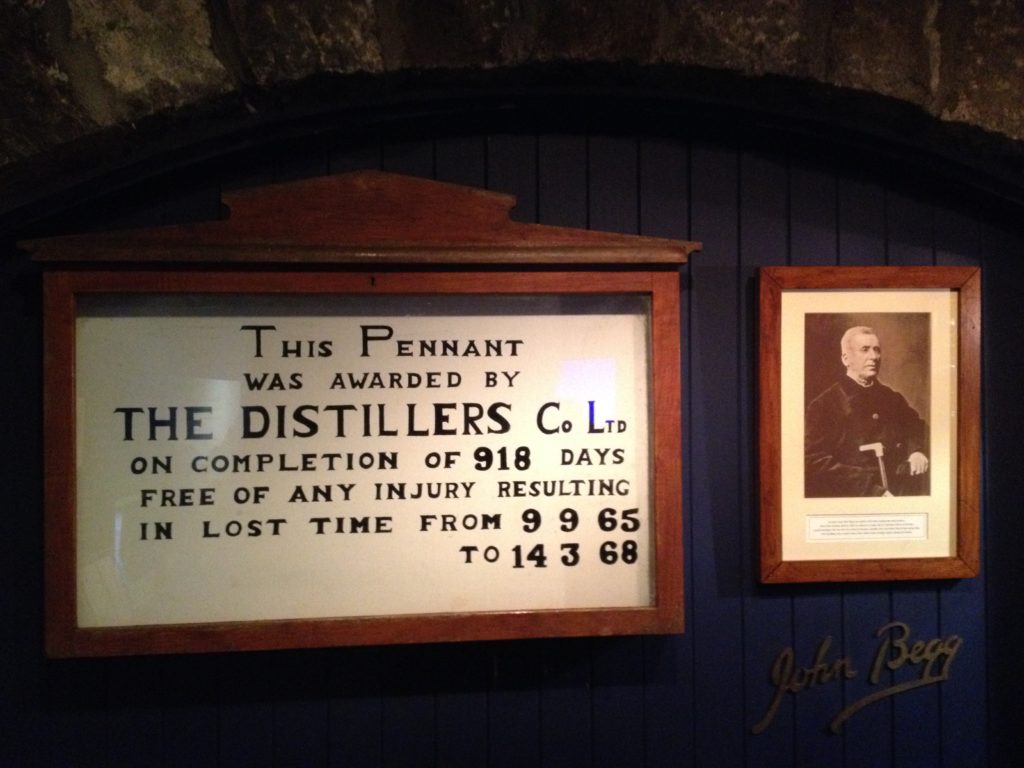 THIS PENNANT
WAS AWARDED BY
THE DISTILLERS Co LTD
ON COMPLETION OF 918 DAYS
FREE OF ANY INJURY RESULTING
IN LOST TIME FROM 9 9 65
TO 14 3 68
John Begg